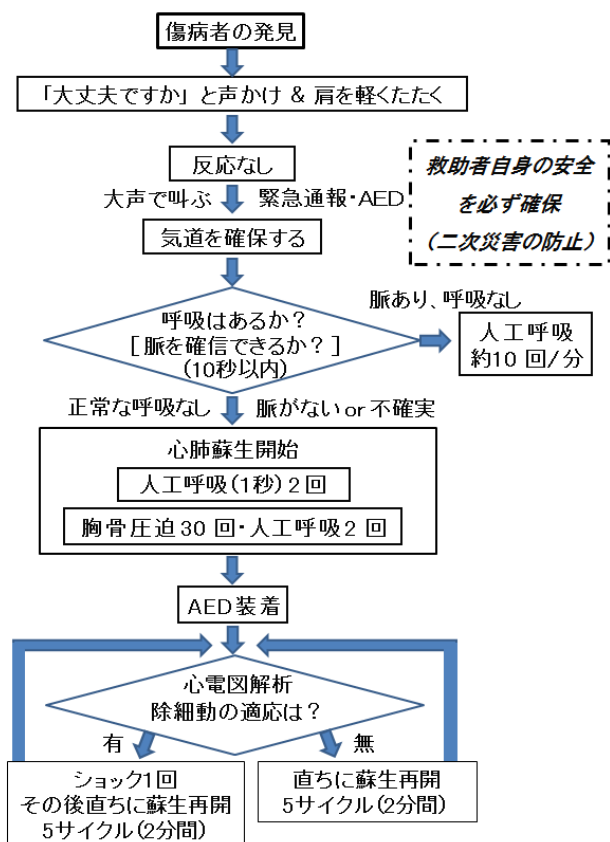 傷病者の発見
「大丈夫ですか」と声かけ & 肩を軽くたたく
反応なし
大声で叫ぶ 緊急通報・AED
救助者自身の安全
を必ず確保
(二次災害の防止)
気道を確保する
呼吸はあるか?
[脈を確信できるか?]
(10秒以内)
脈あり、呼吸なし
人工呼吸
約10 回/分
正常な呼吸なし 脈がない or 不確実
心肺蘇生開始
人工呼吸(1秒)2回
胸骨圧迫30 回・人工呼吸2 回
AED装着
心電図解析
除細動の適応は?
有
無
ショック1回
その後直ちに蘇生再開
5サイクル(2分間)
直ちに蘇生再開
5サイクル(2分間)